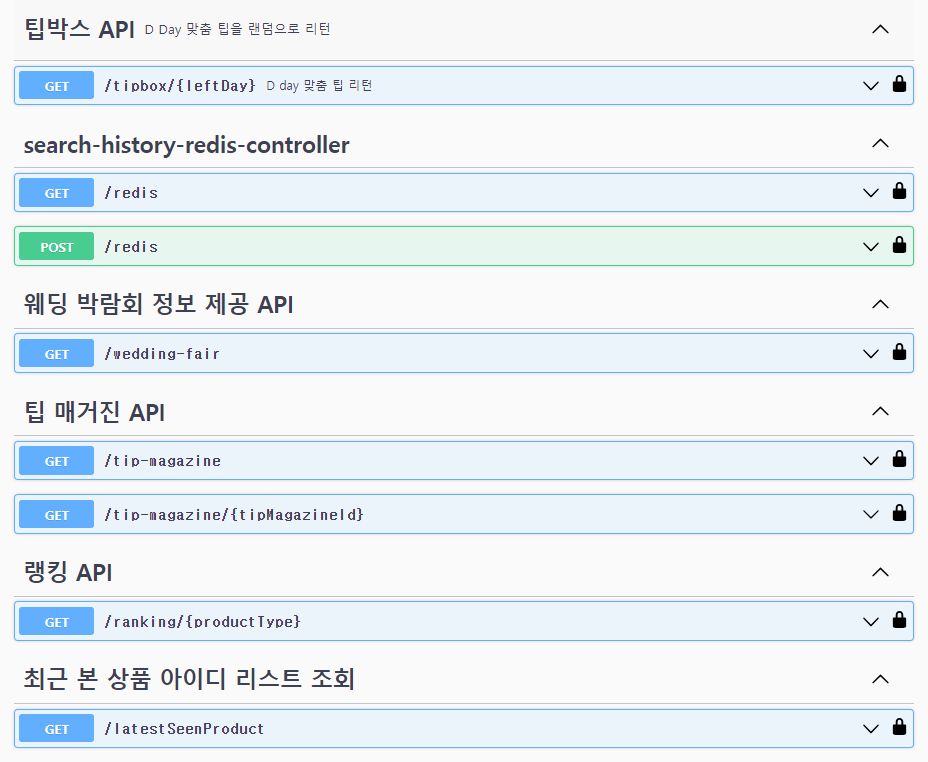 팁박스 API D Day 맞춤 팁을 랜덤으로 리턴
GET /tipbox/{leftDay} D day 맞춤 팁 리턴
search-history-redis-controller
GET /redis
POST /redis
웨딩 박람회 정보 제공 API
GET /wedding-fair
팁 매거진 API
GET /tip-magazine
GET /tip-magazine/{tipMagazineId}
랭킹 API
GET /ranking/{productType}
최근 본 상품 아이디 리스트 조회
GET /latestSeenProduct